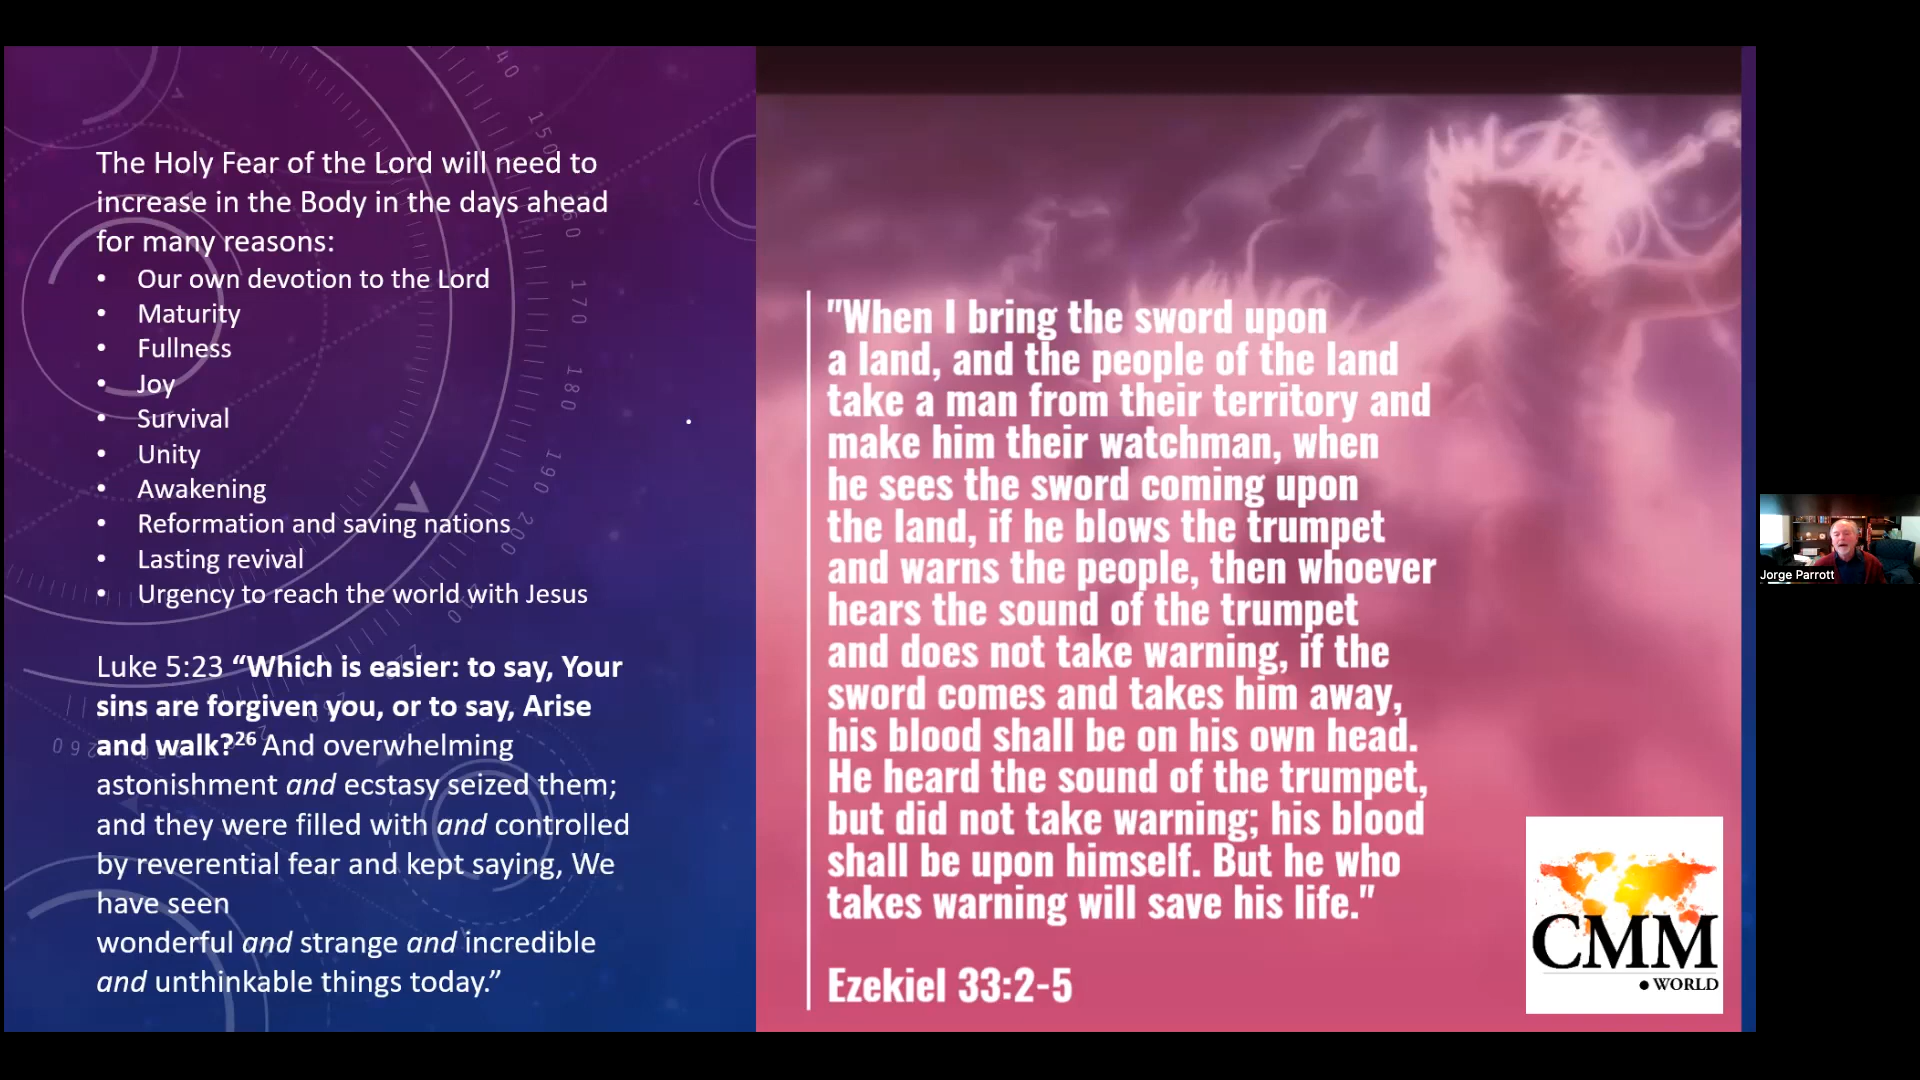 The Holy Fear of the Lord will need to
increase in the Body in the days ahead
for many reasons:
• Our own devotion to the Lord
• Maturity
• Fullness
• Joy
• Survival
• Unity
• Awakening
• Reformation and saving nations
• Lasting revival
• Urgency to reach the world with Jesus
Luke 5:23 “Which is easier: to say, Your
sins are forgiven you, or to say, Arise
and walk?26 And overwhelming
astonishment and ecstasy seized them;
and they were filled with and controlled
by reverential fear and kept saying, We
have seen
wonderful and strange and incredible
and unthinkable things today.”
"When I bring the sword upon
a land, and the people of the land
take a man from their territory and
make him their watchman, when
he sees the sword coming upon
the land, if he blows the trumpet
and warns the people, then whoever
hears the sound of the trumpet
and does not take warning, if the
sword comes and takes him away,
his blood shall be on his own head.
He heard the sound of the trumpet,
but did not take warning; his blood
shall be upon himself. But he who
takes warning will save his life."
Ezekiel 33:2-5
CMM
• WORLD
Jorge Parrott
140
150
160
170
180
190
200
210
260